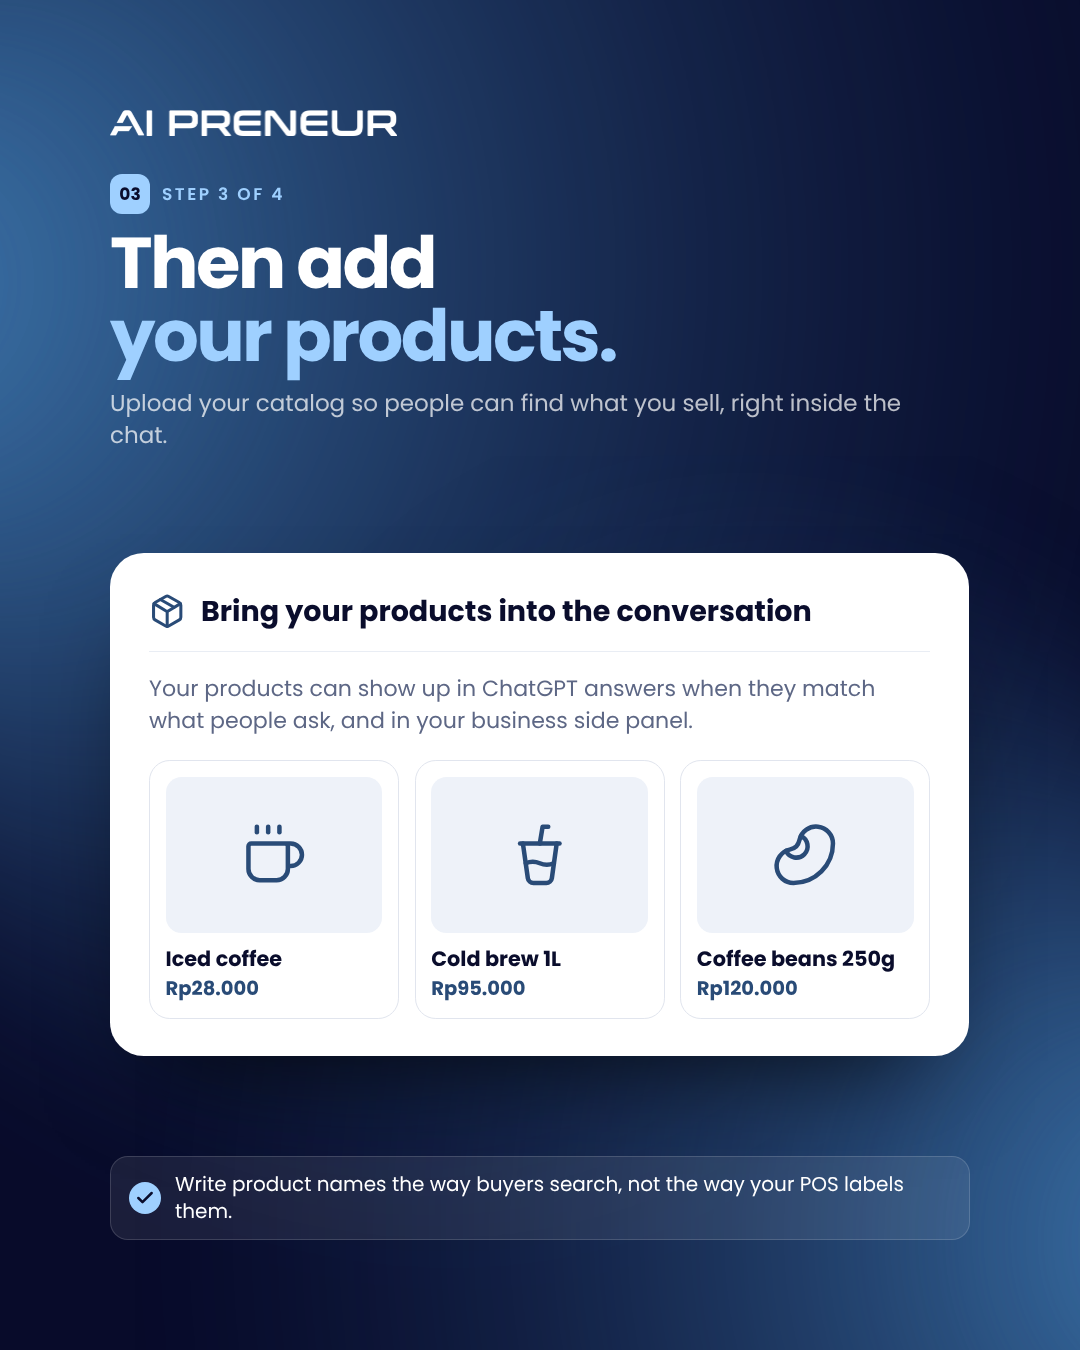 AI PRENEUR
03 STEP 3 OF 4
Then add
your products.
Upload your catalog so people can find what you sell, right inside the
chat.
Bring your products into the conversation
Your products can show up in ChatGPT answers when they match
what people ask, and in your business side panel.
Iced coffee
Rp28.000
Cold brew 1L
Rp95.000
Coffee beans 250g
Rp120.000
Write product names the way buyers search, not the way your POS labels
them.